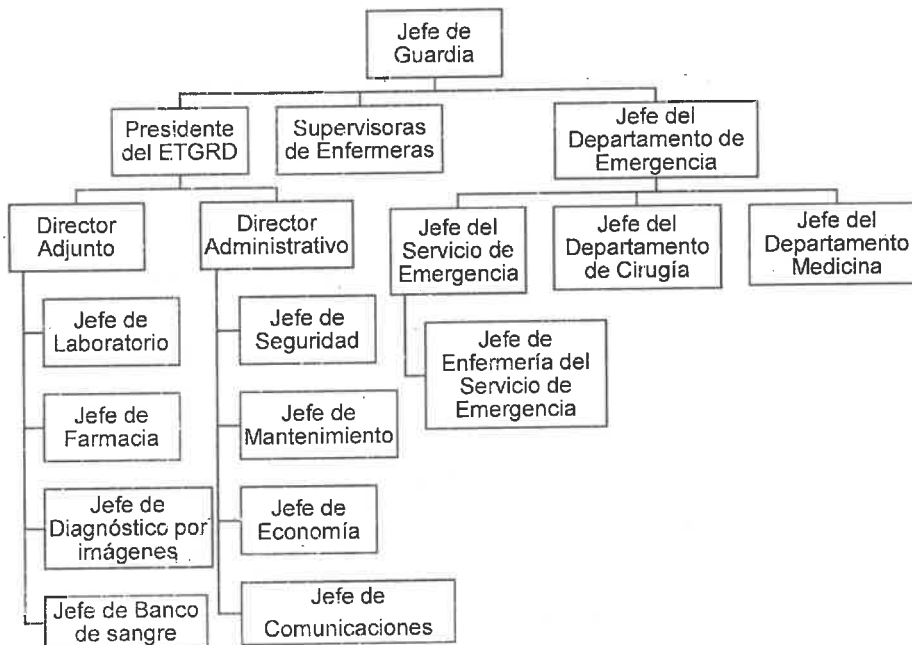 Jefe de
Guardia
Presidente
del ETGRD
Supervisoras
de Enfermeras
Jefe del
Departamento de
Emergencia
Director
Adjunto
Director
Administrativo
Jefe del
Servicio de
Emergencia
Jefe del
Departamento
de Cirugía
Jefe del
Departamento
Medicina
Jefe de
Laboratorio
Jefe de
Seguridad
Jefe de
Enfermería del
Servicio de
Emergencia
Jefe de
Farmacia
Jefe de
Mantenimiento
Jefe de
Diagnóstico por
imágenes
Jefe de
Economía
Jefe de Banco
de sangre
Jefe de
Comunicaciones